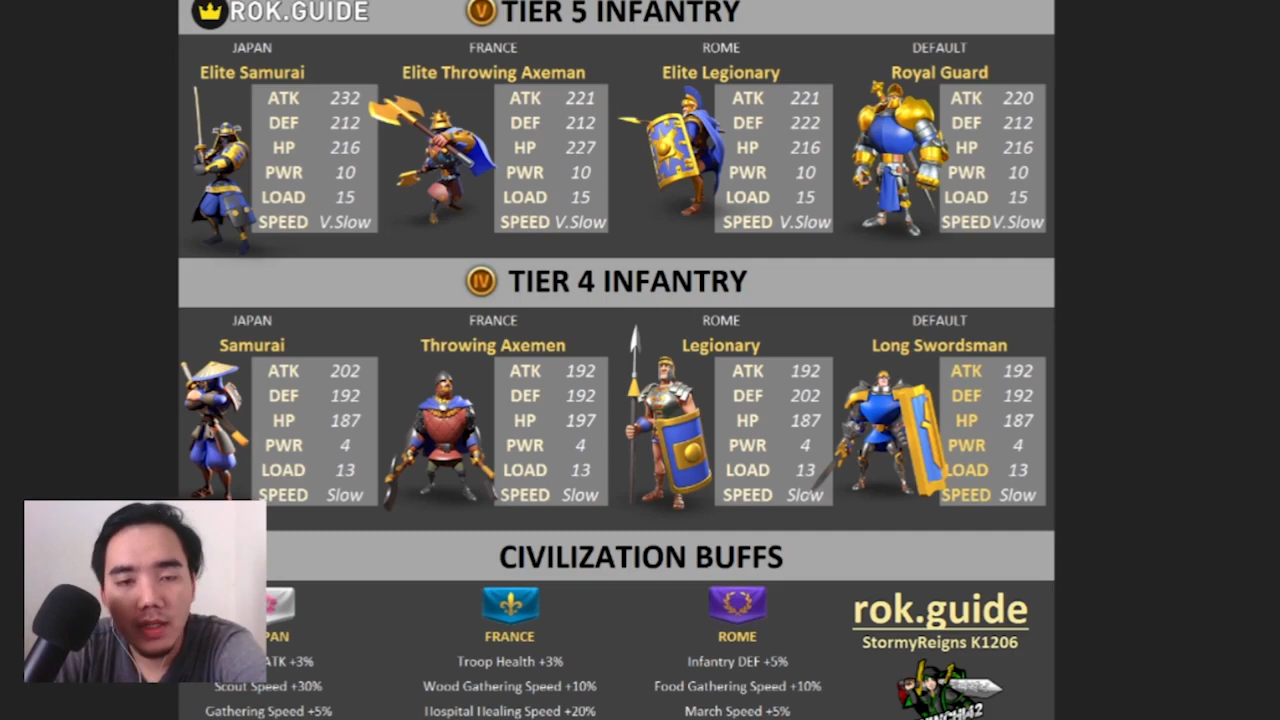 ROK.GUIDE
V TIER 5 INFANTRY
JAPAN FRANCE ROME DEFAULT
Elite Samurai Elite Throwing Axeman Elite Legionary Royal Guard
ATK 232 ATK 221 ATK 221 ATK 220
DEF 212 DEF 212 DEF 222 DEF 212
HP 216 HP 227 HP 216 HP 216
PWR 10 PWR 10 PWR 10 PWR 10
LOAD 15 LOAD 15 LOAD 15 LOAD 15
SPEED V.Slow SPEED V.Slow SPEED V.Slow SPEED V.Slow
IV TIER 4 INFANTRY
JAPAN FRANCE ROME DEFAULT
Samurai Throwing Axemen Legionary Long Swordsman
ATK 202 ATK 192 ATK 192 ATK 192
DEF 192 DEF 192 DEF 202 DEF 192
HP 187 HP 197 HP 187 HP 187
PWR 4 PWR 4 PWR 4 PWR 4
LOAD 13 LOAD 13 LOAD 13 LOAD 13
SPEED Slow SPEED Slow SPEED Slow SPEED Slow
CIVILIZATION BUFFS
PAN FRANCE ROME
ATK +3% Troop Health +3% Infantry DEF +5%
Scout Speed +30% Wood Gathering Speed +10% Food Gathering Speed +10%
Gathering Speed +5% Hospital Healing Speed +20% March Speed +5%
rok.guide
StormyReigns K1206